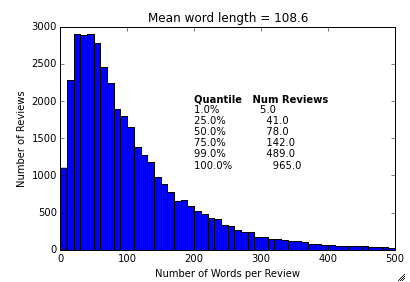 Mean word length = 108.6
3000
2500
2000
1500
1000
500
0
Number of Reviews
Quantile Num Reviews
1.0% 5.0
25.0% 41.0
50.0% 78.0
75.0% 142.0
99.0% 489.0
100.0% 965.0
0 100 200 300 400 500
Number of Words per Review